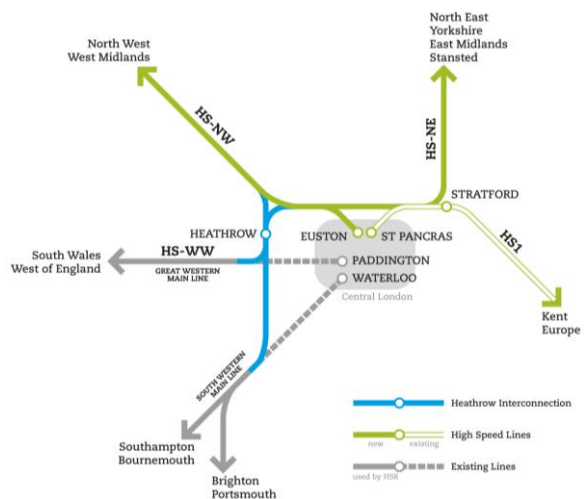 North West
West Midlands
North East
Yorkshire
East Midlands
Stansted
HS-NW
HS-NE
STRATFORD
HEATHROW
EUSTON
ST PANCRAS
HS1
South Wales
West of England
HS-WW
GREAT WESTERN
MAIN LINE
PADDINGTON
WATERLOO
Central London
Kent
Europe
SOUTH WESTERN
MAIN LINE
Southampton
Bournemouth
Brighton
Portsmouth
Heathrow Interconnection
High Speed Lines
new existing
Existing Lines
used by HSR